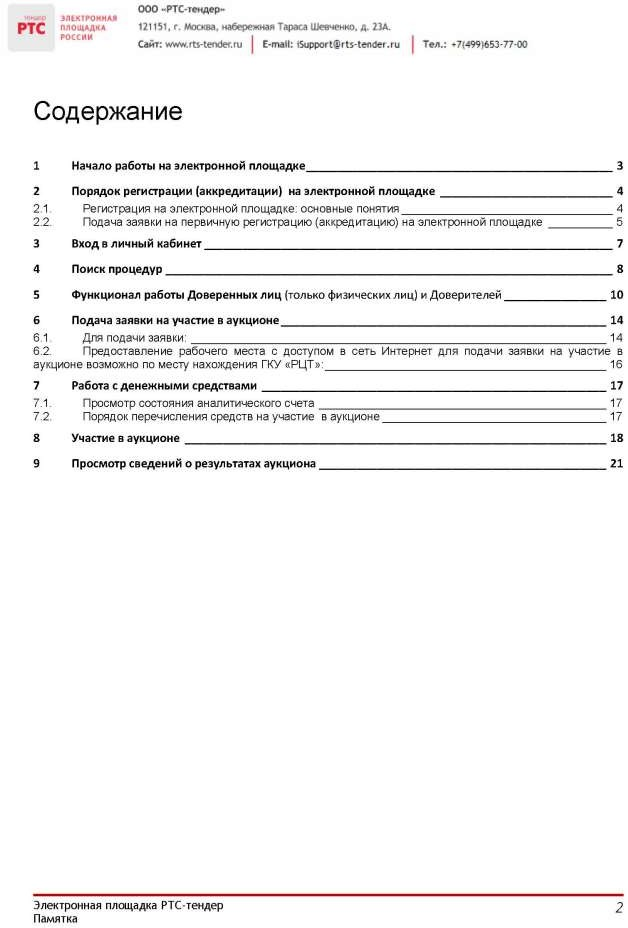 ООО «РТС-тендер»
тендер
РТС
ЭЛЕКТРОННАЯ
ПЛОЩАДКА
РОССИИ
121151, г. Москва, набережная Тараса Шевченко, д. 23А.
Сайт: www.rts-tender.ru | E-mail: iSupport@rts-tender.ru | Тел.: +7(499)653-77-00
Содержание
1 Начало работы на электронной площадке 3
2 Порядок регистрации (аккредитации) на электронной площадке 4
2.1. Регистрация на электронной площадке: основные понятия 4
2.2. Подача заявки на первичную регистрацию (аккредитацию) на электронной площадке 5
3 Вход в личный кабинет 7
4 Поиск процедур 8
5 Функционал работы Доверенных лиц (только физических лиц) и Доверителей 10
6 Подача заявки на участие в аукционе 14
6.1. Для подачи заявки: 14
6.2. Предоставление рабочего места с доступом в сеть Интернет для подачи заявки на участие в
аукционе возможно по месту нахождения ГКУ «РЦТ»: 16
7 Работа с денежными средствами 17
7.1. Просмотр состояния аналитического счета 17
7.2. Порядок перечисления средств на участие в аукционе 17
8 Участие в аукционе 18
9 Просмотр сведений о результатах аукциона 21
Электронная площадка РТС-тендер
Памятка
2